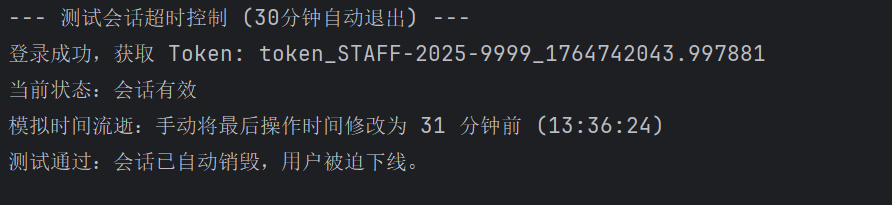 --- 测试会话超时控制 (30分钟自动退出) ---
登录成功，获取 Token: token_STAFF-2025-9999_1764742043.997881
当前状态：会话有效
模拟时间流逝：手动将最后操作时间修改为 31 分钟前 (13:36:24)
测试通过：会话已自动销毁，用户被迫下线。